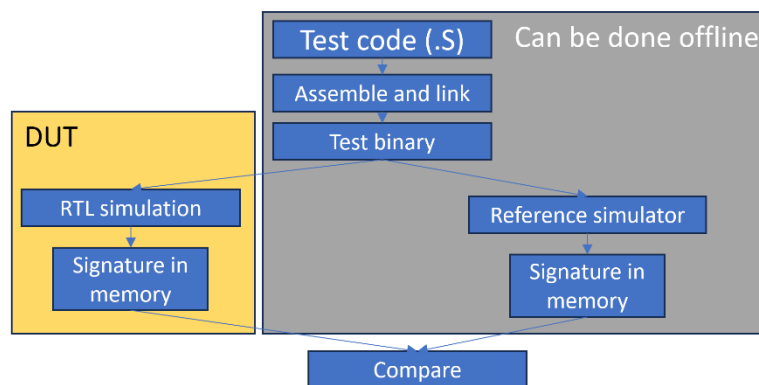 Test code (.S)
Can be done offline
Assemble and link
Test binary
DUT
RTL simulation
Reference simulator
Signature in
memory
Signature in
memory
Compare